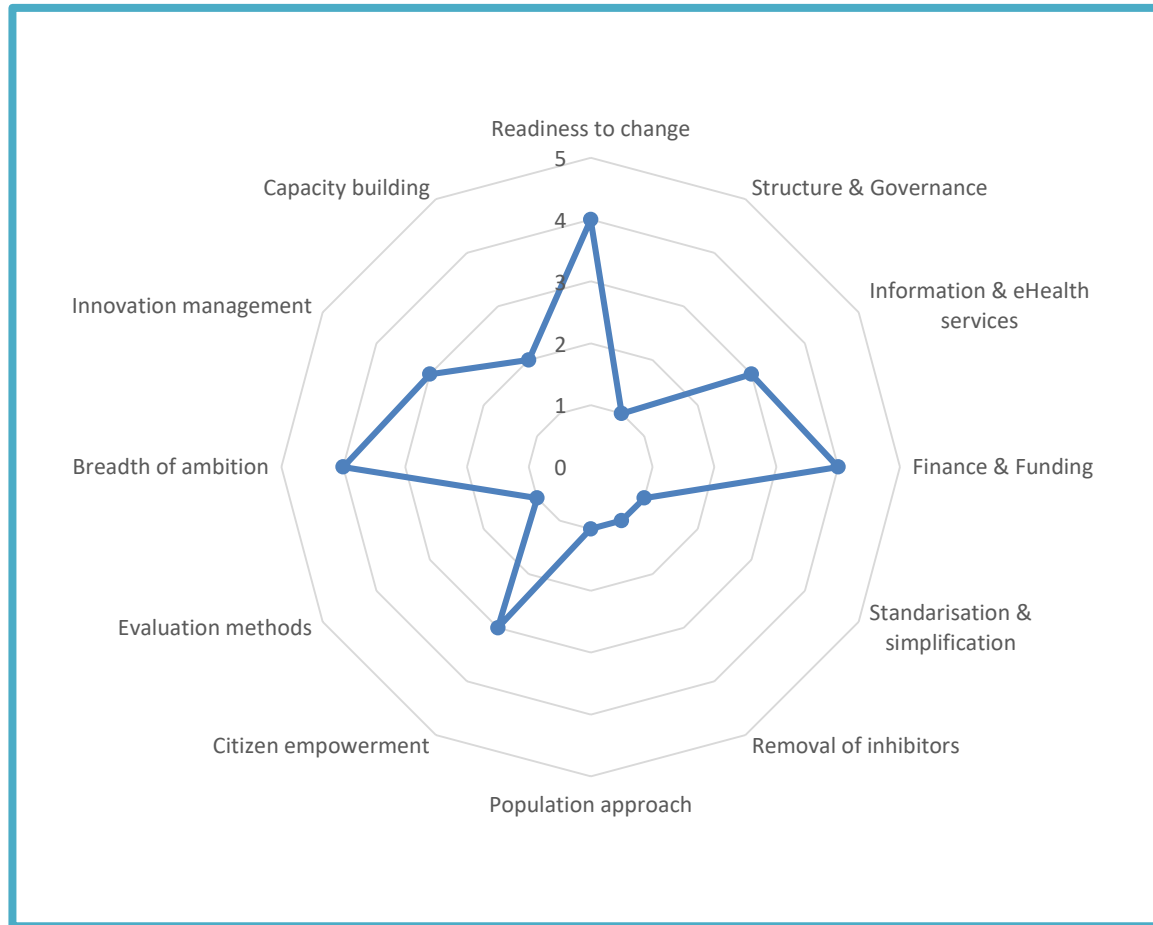 Readiness to change
5
Capacity building
Structure & Governance
4
Innovation management
Information & eHealth
services
3
2
1
Breadth of ambition
0
Finance & Funding
Evaluation methods
Standarisation &
simplification
Citizen empowerment
Removal of inhibitors
Population approach